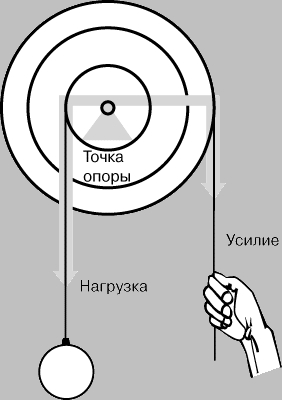 Точка
опоры
Усилие
Нагрузка